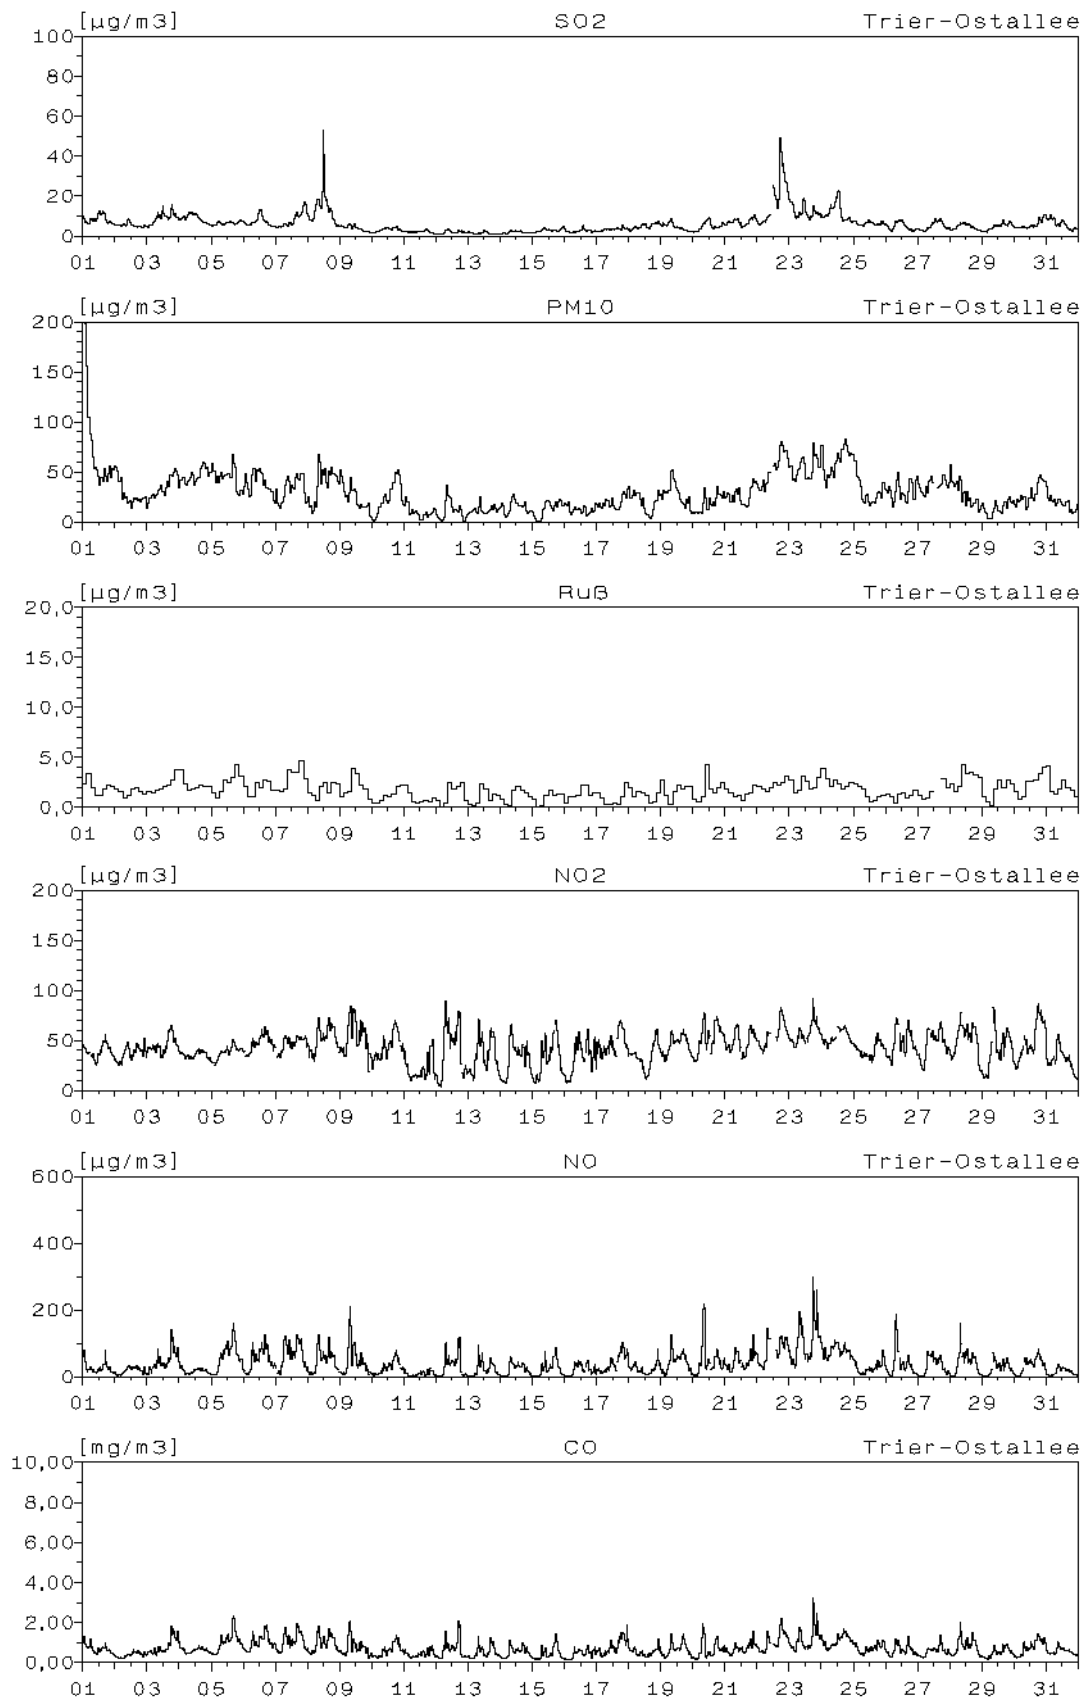 [µg/m3] SO2 Trier-Ostallee
100
80
60
40
20
0
01 03 05 07 09 11 13 15 17 19 21 23 25 27 29 31
[µg/m3] PM10 Trier-Ostallee
200
150
100
50
0
01 03 05 07 09 11 13 15 17 19 21 23 25 27 29 31
[µg/m3] Ruß Trier-Ostallee
20,0
15,0
10,0
5,0
0,0
01 03 05 07 09 11 13 15 17 19 21 23 25 27 29 31
[µg/m3] NO2 Trier-Ostallee
200
150
100
50
0
01 03 05 07 09 11 13 15 17 19 21 23 25 27 29 31
[µg/m3] NO Trier-Ostallee
600
400
200
0
01 03 05 07 09 11 13 15 17 19 21 23 25 27 29 31
[mg/m3] CO Trier-Ostallee
10,00
8,00
6,00
4,00
2,00
0,00
01 03 05 07 09 11 13 15 17 19 21 23 25 27 29 31